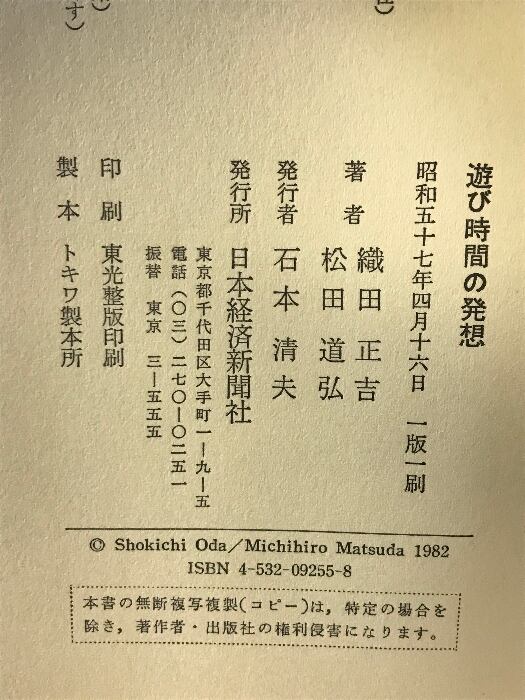 遊び時間の発想
昭和五十七年四月十六日 一版一刷
著者 織田正吉
松田道弘
発行者 石本清夫
発行所 日本経済新聞社
東京都千代田区大手町一―九―五
電話(〇三)二七〇―〇二五一
振替 東京 三―五五五
印刷 東光整版印刷
製本 トキワ製本所
© Shokichi Oda/Michihiro Matsuda 1982
ISBN 4-532-09255-8
本書の無断複写複製(コピー)は,特定の場合を
除き,著作者・出版社の権利侵害になります。